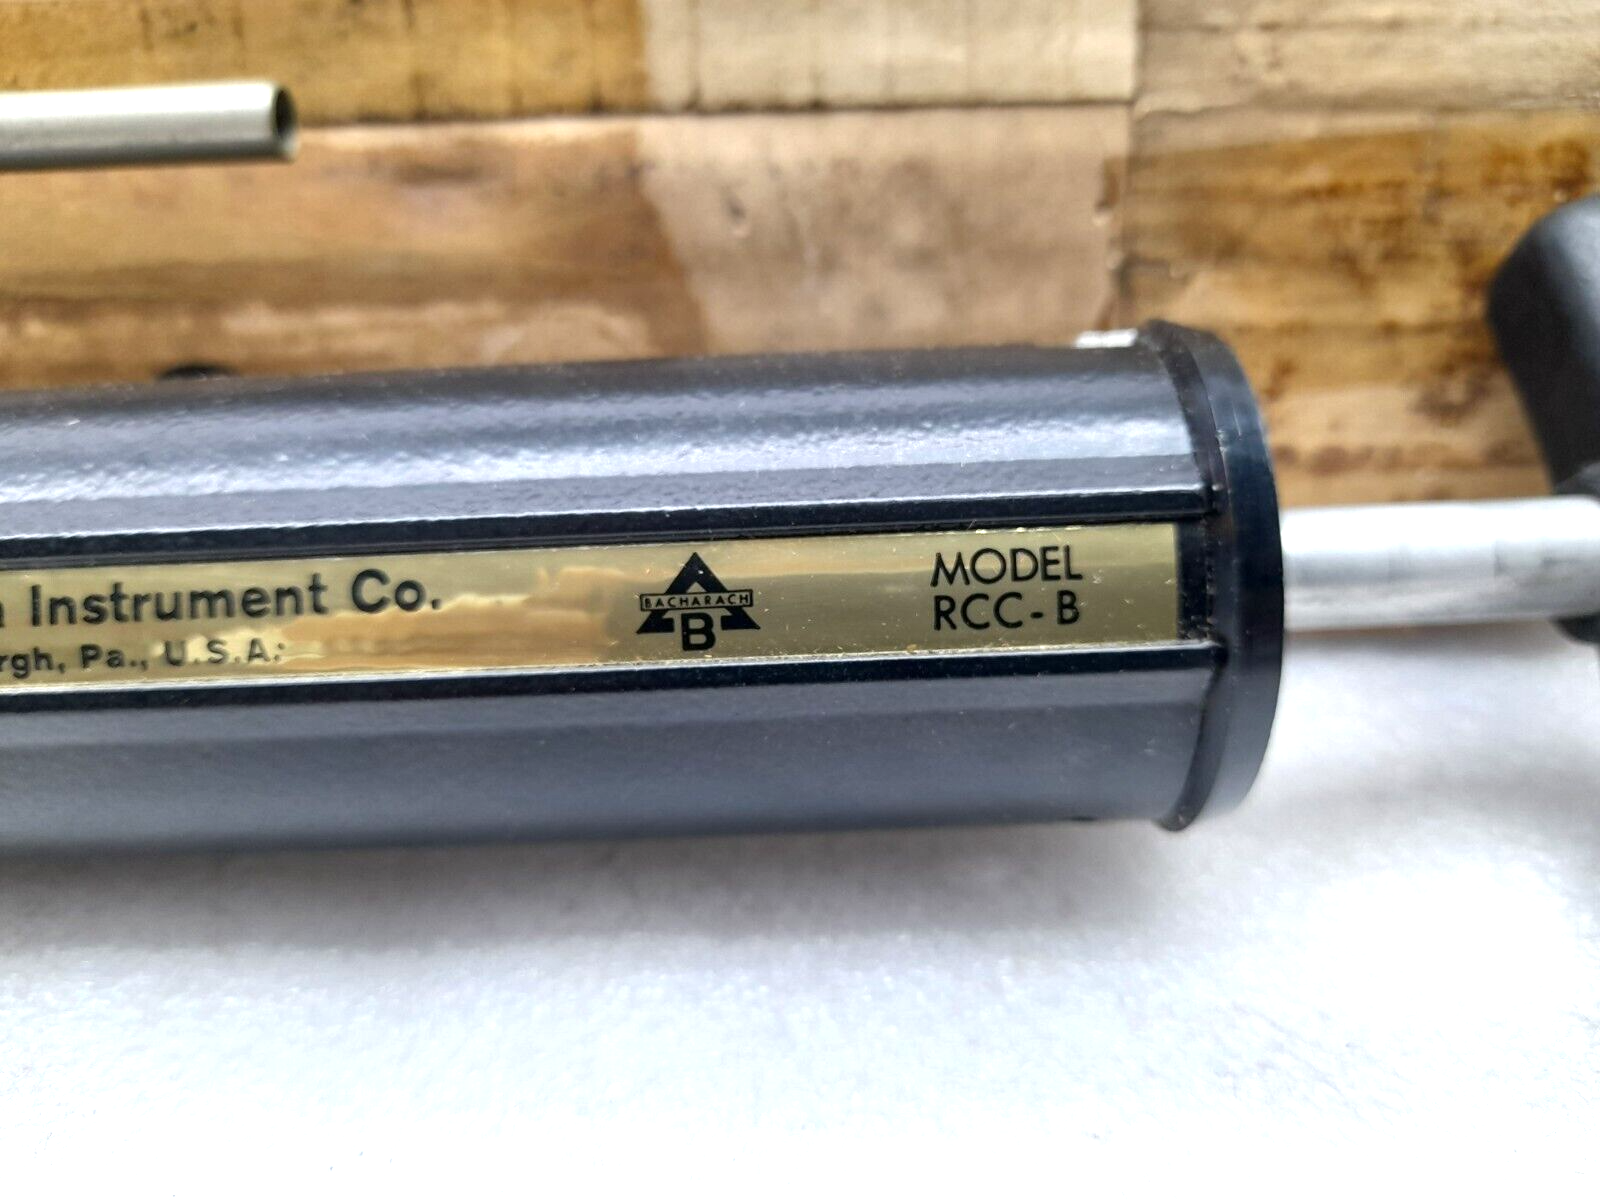 Instrument Co.
rgh, Pa., U.S.A.
BACHARACH
B
MODEL
RCC-B